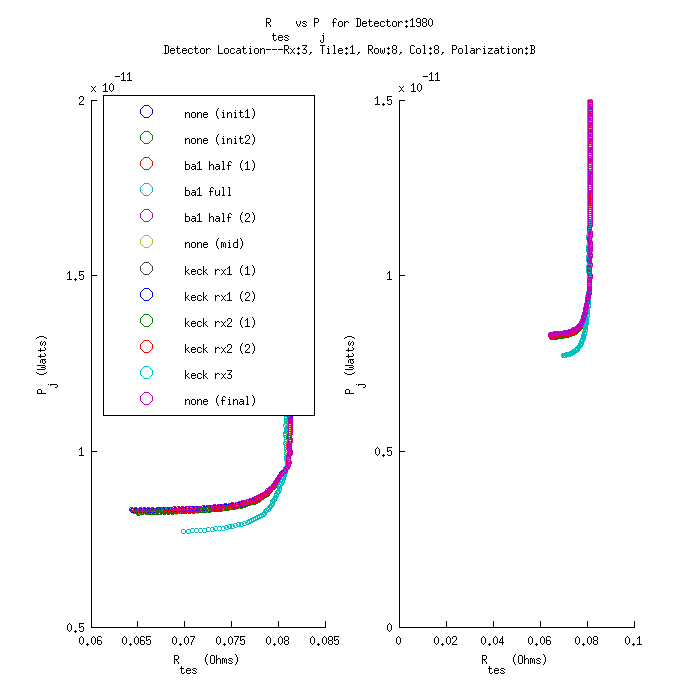 R tes vs P j for Detector:1980
Detector Location---Rx:3, Tile:1, Row:8, Col:8, Polarization:B
x 10^-11
2
1.5
1
0.5
P j (Watts)
none (init1)
none (init2)
ba1 half (1)
ba1 full
ba1 half (2)
none (mid)
keck rx1 (1)
keck rx1 (2)
keck rx2 (1)
keck rx2 (2)
keck rx3
none (final)
0.06 0.065 0.07 0.075 0.08 0.085
R tes (Ohms)
x 10^-11
1.5
1
0.5
0
P j (Watts)
0 0.02 0.04 0.06 0.08 0.1
R tes (Ohms)